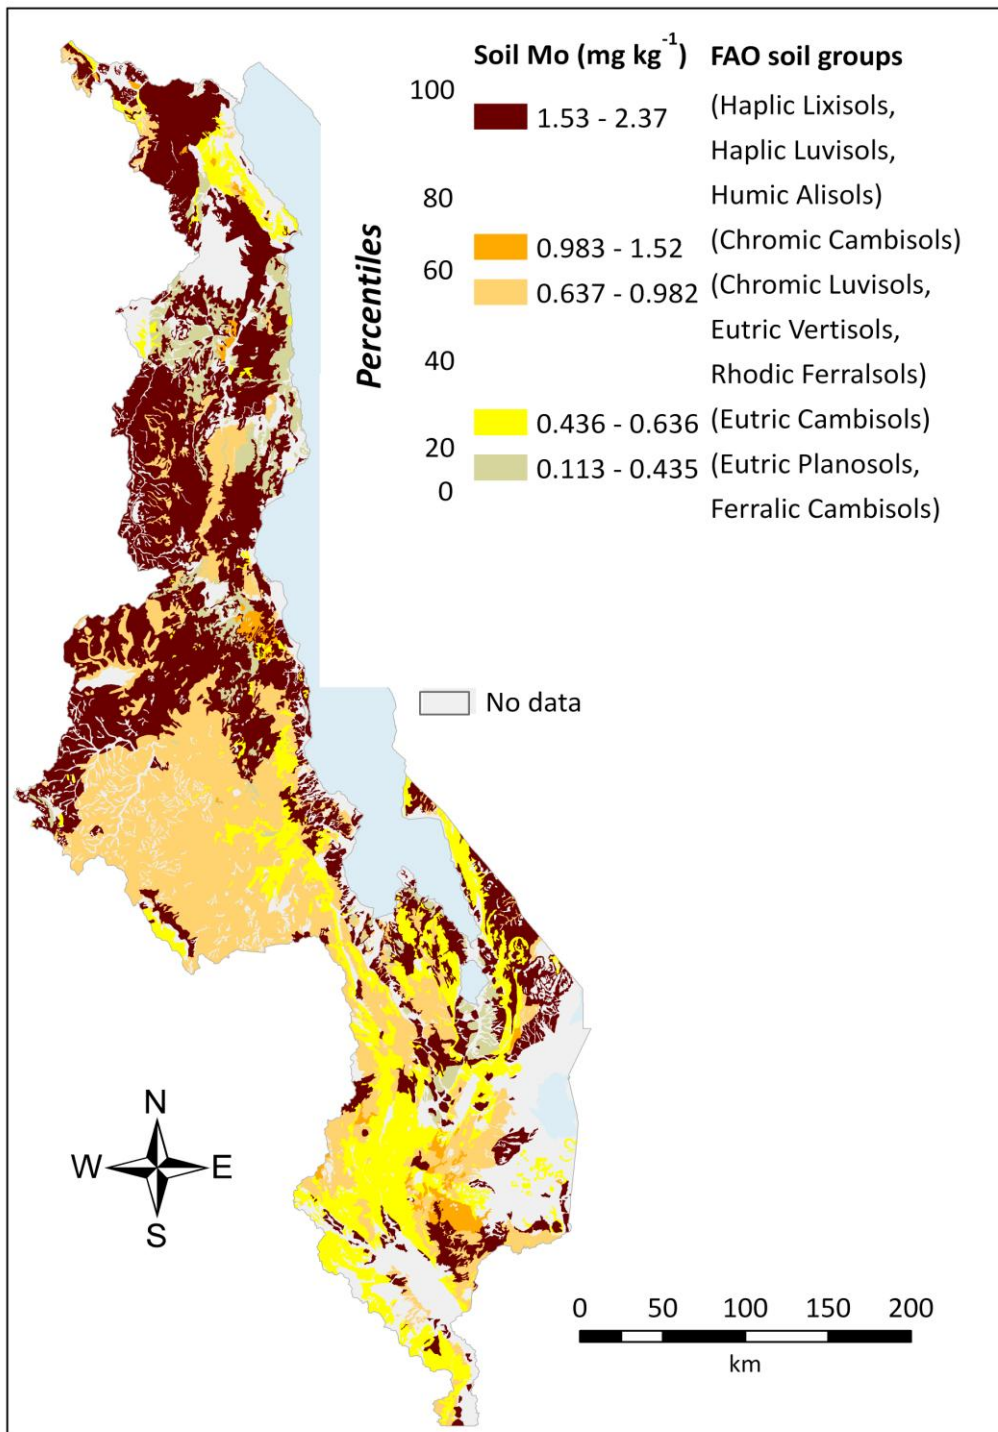 Soil Mo (mg kg-1) FAO soil groups
100
1.53 - 2.37 (Haplic Lixisols,
Haplic Luvisols,
80
Humic Alisols)
0.983 - 1.52 (Chromic Cambisols)
60
0.637 - 0.982 (Chromic Luvisols,
Eutric Vertisols,
40
Rhodic Ferralsols)
0.436 - 0.636 (Eutric Cambisols)
20
0.113 - 0.435 (Eutric Planosols,
0
Ferralic Cambisols)
Percentiles
No data
N
W E
S
0 50 100 150 200
km